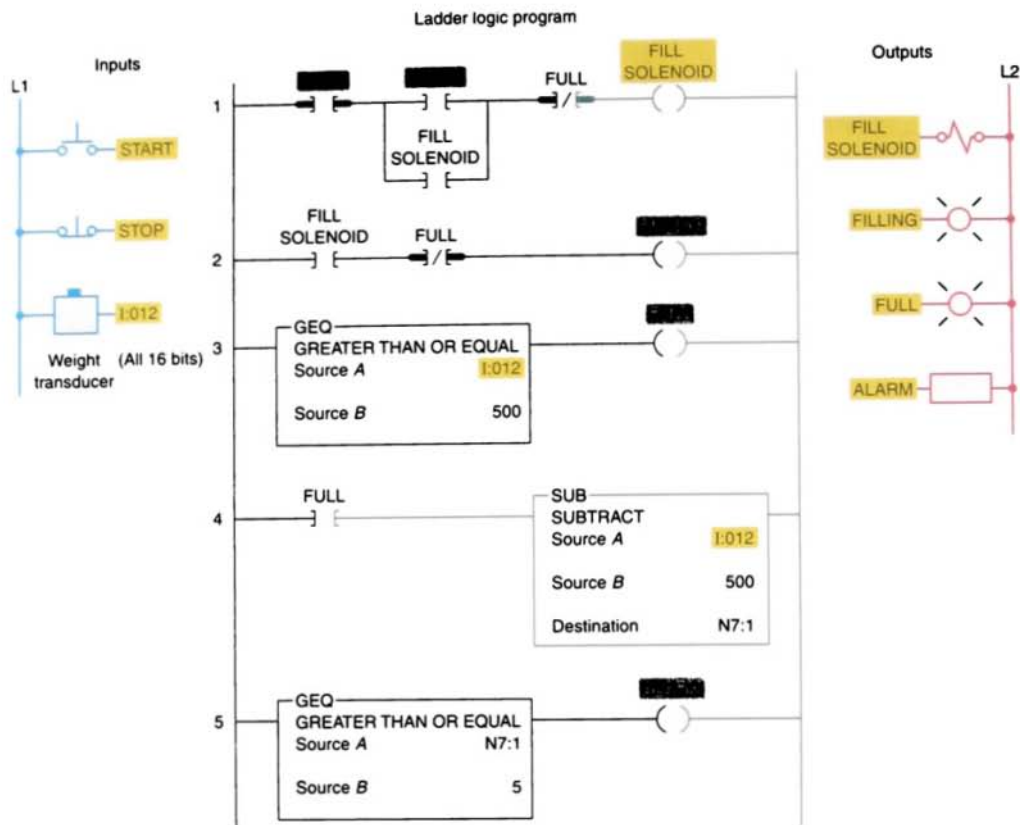 Ladder logic program
Inputs
L1
START
STOP
I:012
Weight (All 16 bits)
transducer
1
FULL
FILL
SOLENOID
FILL
SOLENOID
2
FILL
SOLENOID
FULL
3
GEQ
GREATER THAN OR EQUAL
Source A I:012
Source B 500
4
FULL
SUB
SUBTRACT
Source A I:012
Source B 500
Destination N7:1
5
GEQ
GREATER THAN OR EQUAL
Source A N7:1
Source B 5
Outputs
L2
FILL
SOLENOID
FILLING
FULL
ALARM